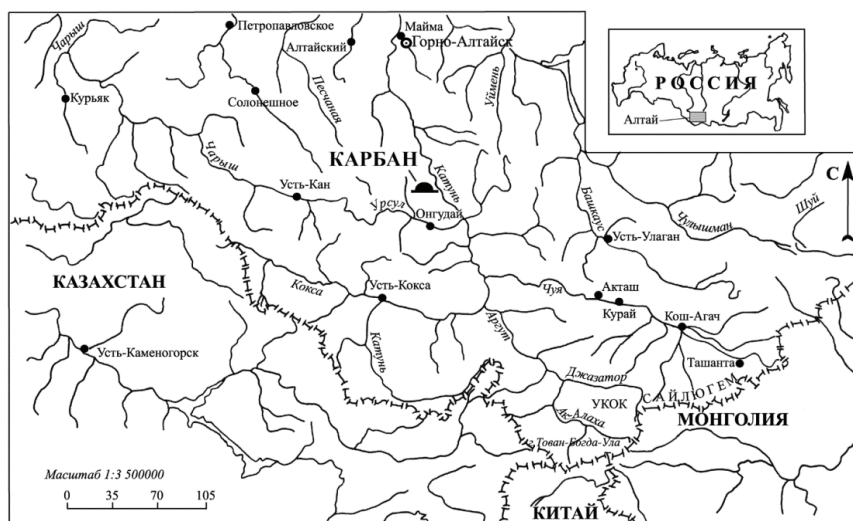 Чарыш
Петропавловское
Алтайский
Майма
Горно-Алтайск
РОССИЯ
Алтай
Курьяк
Солонешное
Песчаная
Уймень
Чарыш
КАРБАН
Катунь
С
Усть-Кан
Урсул
Онгудай
Башкаус
Усть-Улаган
Чулышман
Шуй
КАЗАХСТАН
Кокса
Усть-Кокса
Чуя
Акташ
Курай
Кош-Агач
Усть-Каменогорск
Катунь
Аргут
Джазатор
Ташанта
САЙЛЮГЕМ
УКОК
Ак-Алаха
МОНГОЛИЯ
Тован-Богда-Ула
Масштаб 1:3 500000
0 35 70 105
КИТАЙ